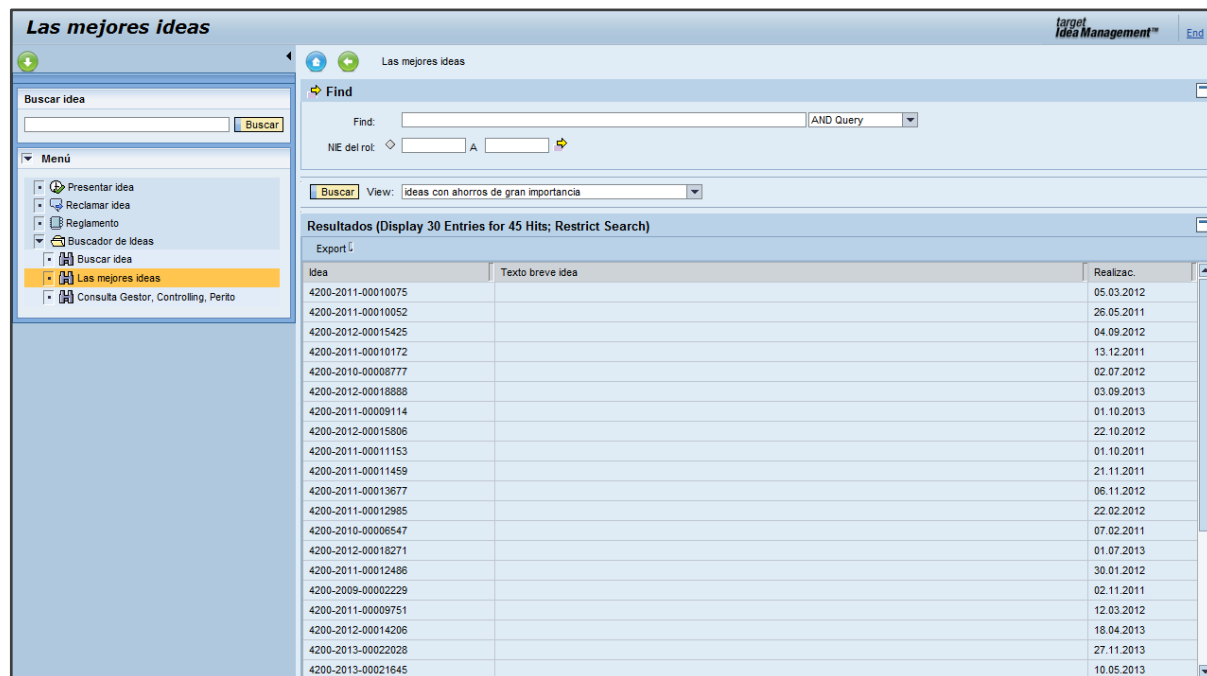 Las mejores ideas
target
Idea Management™
End
Las mejores ideas
Buscar idea
Buscar
Menú
Presentar idea
Reclamar idea
Reglamento
Buscador de Ideas
Buscar idea
Las mejores ideas
Consulta Gestor, Controlling, Perito
Find
Find: AND Query
NIE del rol: A
Buscar View: ideas con ahorros de gran importancia
Resultados (Display 30 Entries for 45 Hits; Restrict Search)
Export
Idea Texto breve idea Realizac.
4200-2011-00010075 05.03.2012
4200-2011-00010052 26.05.2011
4200-2012-00015425 04.09.2012
4200-2011-00010172 13.12.2011
4200-2010-00008777 02.07.2012
4200-2012-00018888 03.09.2013
4200-2011-00009114 01.10.2013
4200-2012-00015806 22.10.2012
4200-2011-00011153 01.10.2011
4200-2011-00011459 21.11.2011
4200-2011-00013677 06.11.2012
4200-2011-00012985 22.02.2012
4200-2010-00006547 07.02.2011
4200-2012-00018271 01.07.2013
4200-2011-00012486 30.01.2012
4200-2009-00002229 02.11.2011
4200-2011-00009751 12.03.2012
4200-2012-00014206 18.04.2013
4200-2013-00022028 27.11.2013
4200-2013-00021645 10.05.2013